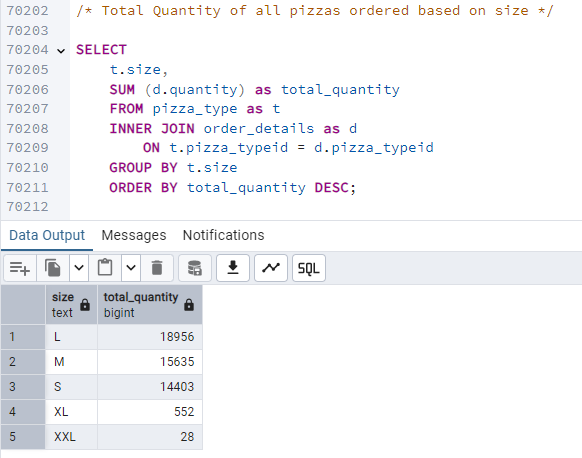 70202 /* Total Quantity of all pizzas ordered based on size */
70203
70204 SELECT
70205 t.size,
70206 SUM (d.quantity) as total_quantity
70207 FROM pizza_type as t
70208 INNER JOIN order_details as d
70209 ON t.pizza_typeid = d.pizza_typeid
70210 GROUP BY t.size
70211 ORDER BY total_quantity DESC;
70212
Data Output Messages Notifications
SQL
size total_quantity
text bigint
1 L 18956
2 M 15635
3 S 14403
4 XL 552
5 XXL 28